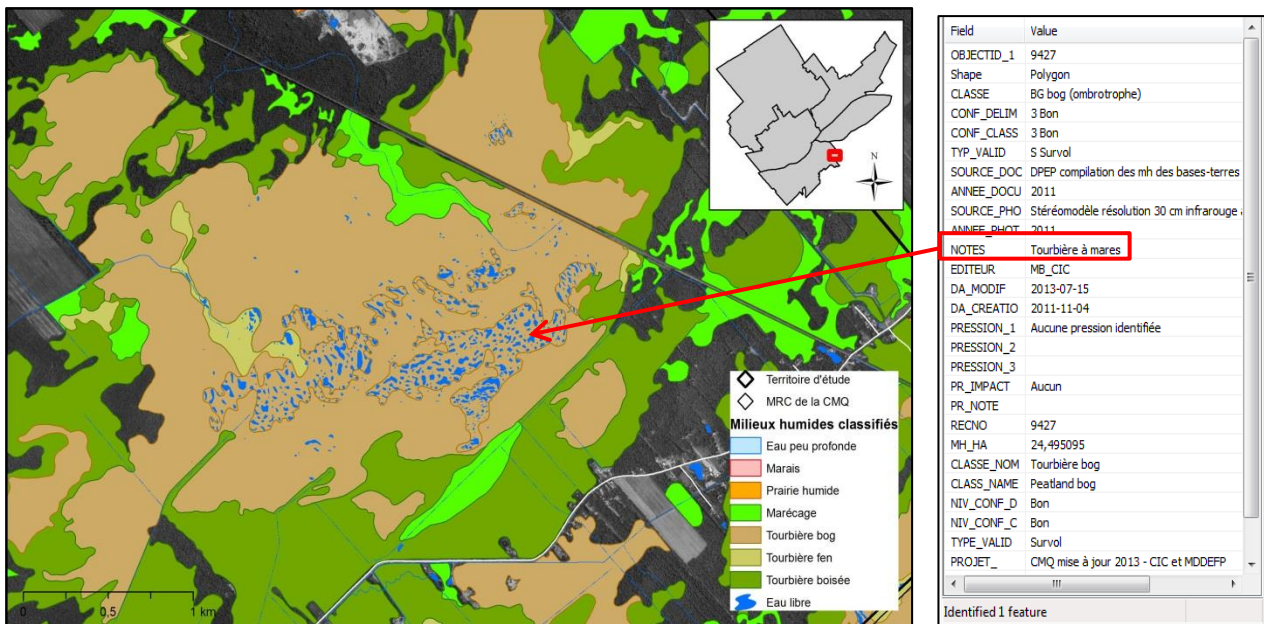 N
Territoire d'étude
MRC de la CMQ
Milieux humides classifiés
Eau peu profonde
Marais
Prairie humide
Marécage
Tourbière bog
Tourbière fen
Tourbière boisée
Eau libre
0 0.5 1 km
Field Value
OBJECTID_1 9427
Shape Polygon
CLASSE BG bog (ombrotrophe)
CONF_DELIM 3 Bon
CONF_CLASS 3 Bon
TYP_VALID S Survol
SOURCE_DOC DPEP compilation des mh des bases-terres
ANNEE_DOCU 2011
SOURCE_PHO Stéréomodèle résolution 30 cm infrarouge
ANNEE_PHOT 2011
NOTES Tourbière à mares
EDITEUR MB_CIC
DA_MODIF 2013-07-15
DA_CREATIO 2011-11-04
PRESSION_1 Aucune pression identifiée
PRESSION_2
PRESSION_3
PR_IMPACT Aucun
PR_NOTE
RECNO 9427
MH_HA 24,495095
CLASSE_NOM Tourbière bog
CLASS_NAME Peatland bog
NIV_CONF_D Bon
NIV_CONF_C Bon
TYPE_VALID Survol
PROJET_ CMQ mise à jour 2013 - CIC et MDDEFP
Identified 1 feature